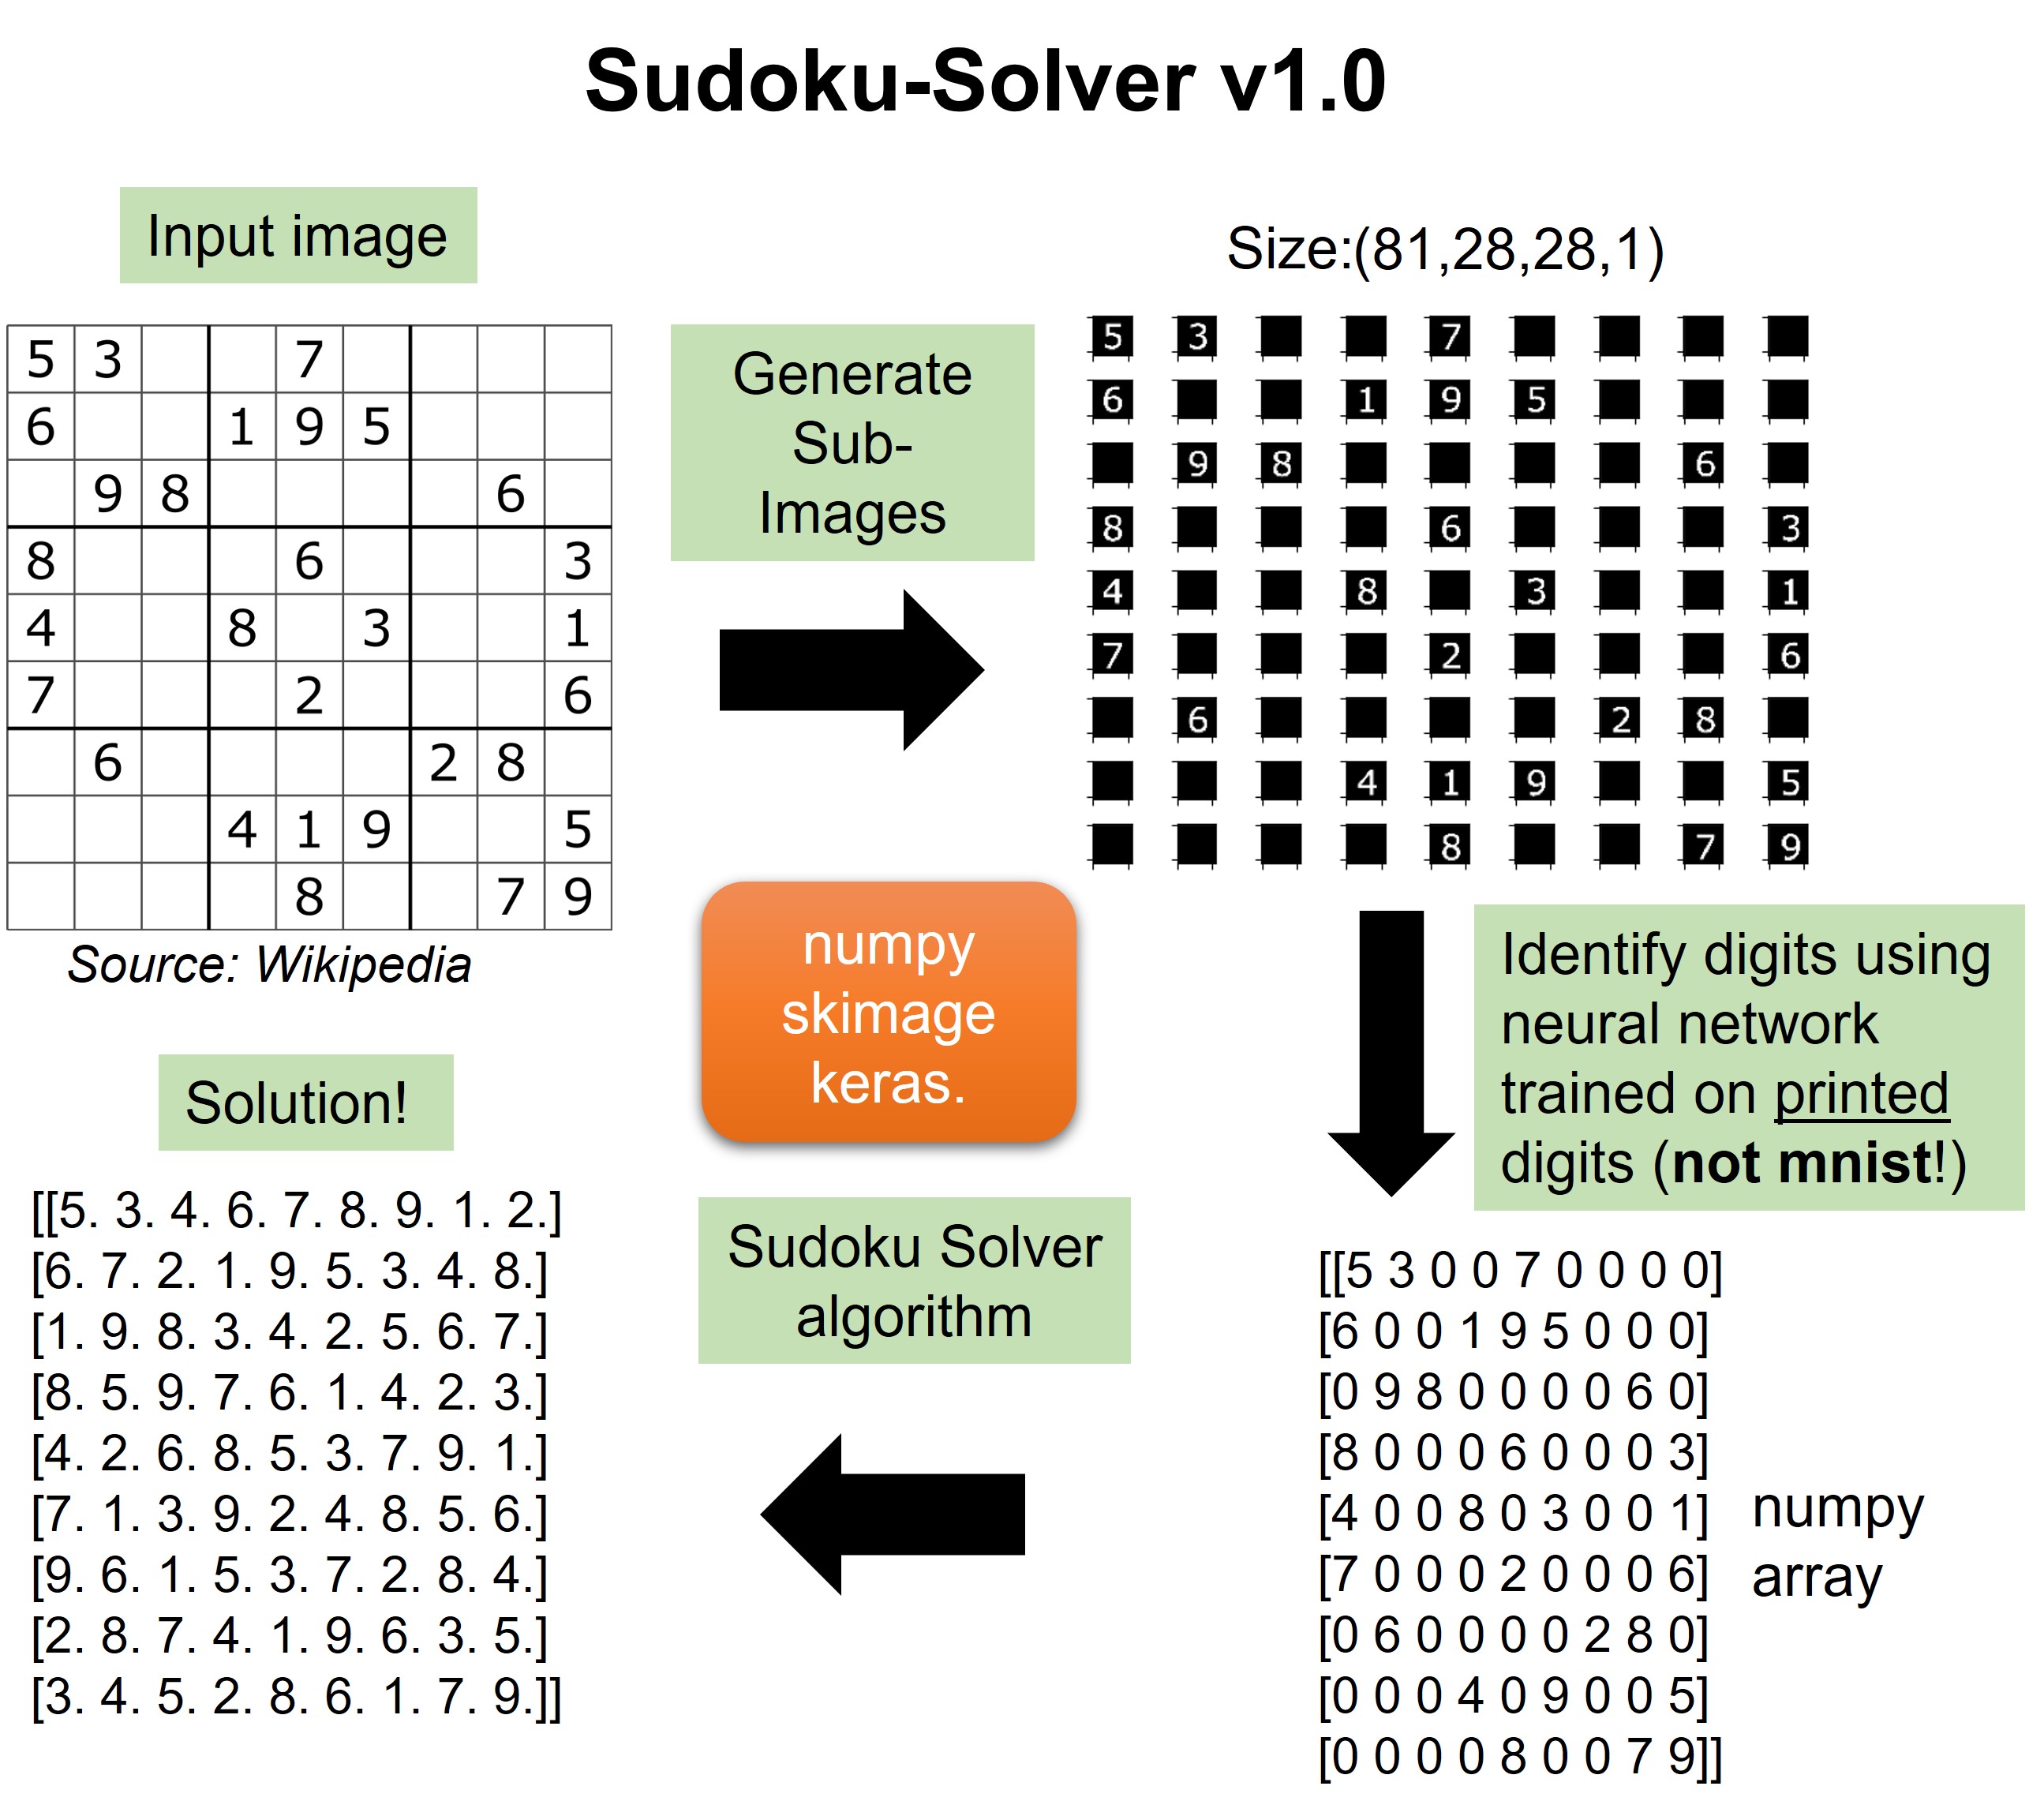 Sudoku-Solver v1.0
Input image
5 3 7
6 1 9 5
9 8 6
8 6 3
4 8 3 1
7 2 6
6 2 8
4 1 9 5
8 7 9
Source: Wikipedia
Generate
Sub-
Images
Size:(81,28,28,1)
5 3 7
6 1 9 5
9 8 6
8 6 3
4 8 3 1
7 2 6
6 2 8
4 1 9 5
8 7 9
numpy
skimage
keras.
Identify digits using
neural network
trained on printed
digits (not mnist!)
[[5 3 0 0 7 0 0 0 0]
[6 0 0 1 9 5 0 0 0]
[0 9 8 0 0 0 0 6 0]
[8 0 0 0 6 0 0 0 3]
[4 0 0 8 0 3 0 0 1]
[7 0 0 0 2 0 0 0 6]
[0 6 0 0 0 0 2 8 0]
[0 0 0 4 0 9 0 0 5]
[0 0 0 0 8 0 0 7 9]]
numpy
array
Sudoku Solver
algorithm
Solution!
[[5. 3. 4. 6. 7. 8. 9. 1. 2.]
[6. 7. 2. 1. 9. 5. 3. 4. 8.]
[1. 9. 8. 3. 4. 2. 5. 6. 7.]
[8. 5. 9. 7. 6. 1. 4. 2. 3.]
[4. 2. 6. 8. 5. 3. 7. 9. 1.]
[7. 1. 3. 9. 2. 4. 8. 5. 6.]
[9. 6. 1. 5. 3. 7. 2. 8. 4.]
[2. 8. 7. 4. 1. 9. 6. 3. 5.]
[3. 4. 5. 2. 8. 6. 1. 7. 9.]]